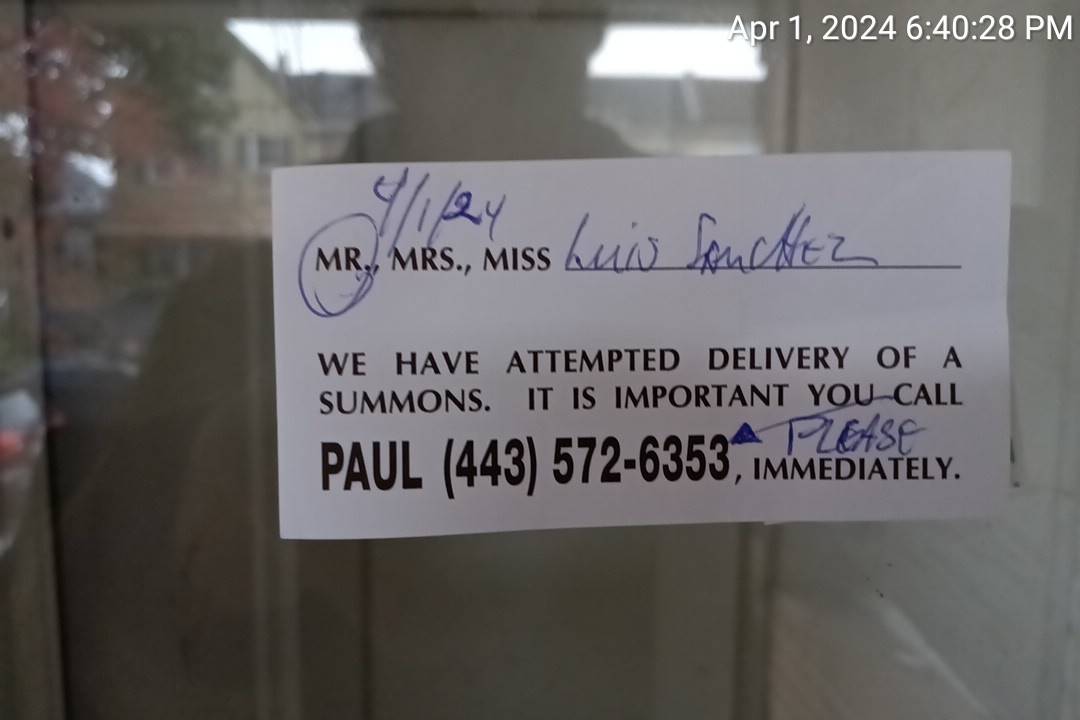 Apr 1, 2024 6:40:28 PM
4/1/24
MR., MRS., MISS Luis SancHez
WE HAVE ATTEMPTED DELIVERY OF A
SUMMONS. IT IS IMPORTANT YOU CALL
PLEASE
PAUL (443) 572-6353, IMMEDIATELY.